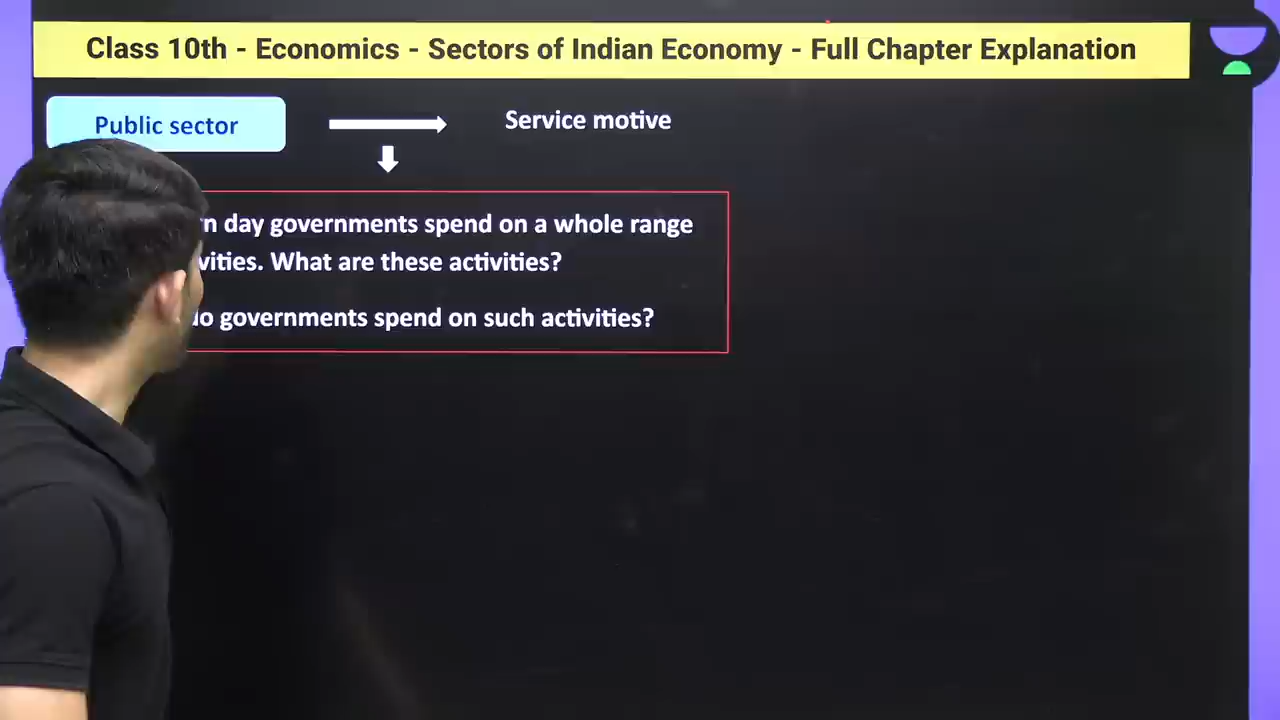 Class 10th - Economics - Sectors of Indian Economy - Full Chapter Explanation
Public sector
Service motive
day governments spend on a whole range
What are these activities?
governments spend on such activities?